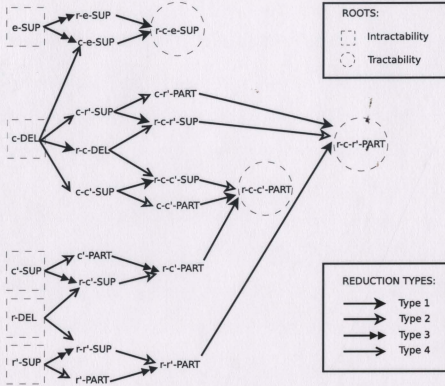 ROOTS:
Intractability
Tractability
e-SUP
r-e-SUP
c-e-SUP
r-c-e-SUP
c-DEL
c-r'-SUP
r-c-DEL
c-c'-SUP
c-r'-PART
r-c-r'-SUP
r-c-c'-SUP
c-c'-PART
r-c-c'-PART
r-c-r'-PART
c'-SUP
c'-PART
r-c'-SUP
r-c'-PART
r-DEL
r'-SUP
r-r'-SUP
r'-PART
r-r'-PART
REDUCTION TYPES:
Type 1
Type 2
Type 3
Type 4